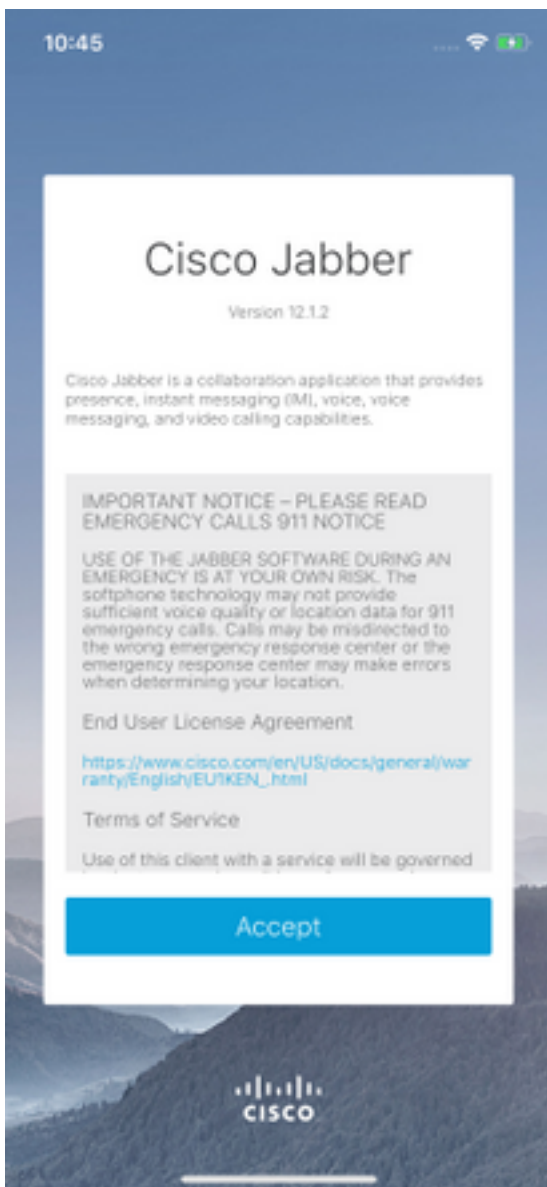 10:45
Cisco Jabber
Version 12.1.2
Cisco Jabber is a collaboration application that provides
presence, instant messaging (IM), voice, voice
messaging, and video calling capabilities.
IMPORTANT NOTICE – PLEASE READ
EMERGENCY CALLS 911 NOTICE
USE OF THE JABBER SOFTWARE DURING AN
EMERGENCY IS AT YOUR OWN RISK. The
softphone technology may not provide
sufficient voice quality or location data for 911
emergency calls. Calls may be misdirected to
the wrong emergency response center or the
emergency response center may make errors
when determining your location.
End User License Agreement
https://www.cisco.com/en/US/docs/general/war
ranty/English/EU1KEN_.html
Terms of Service
Use of this client with a service will be governed
Accept
CISCO